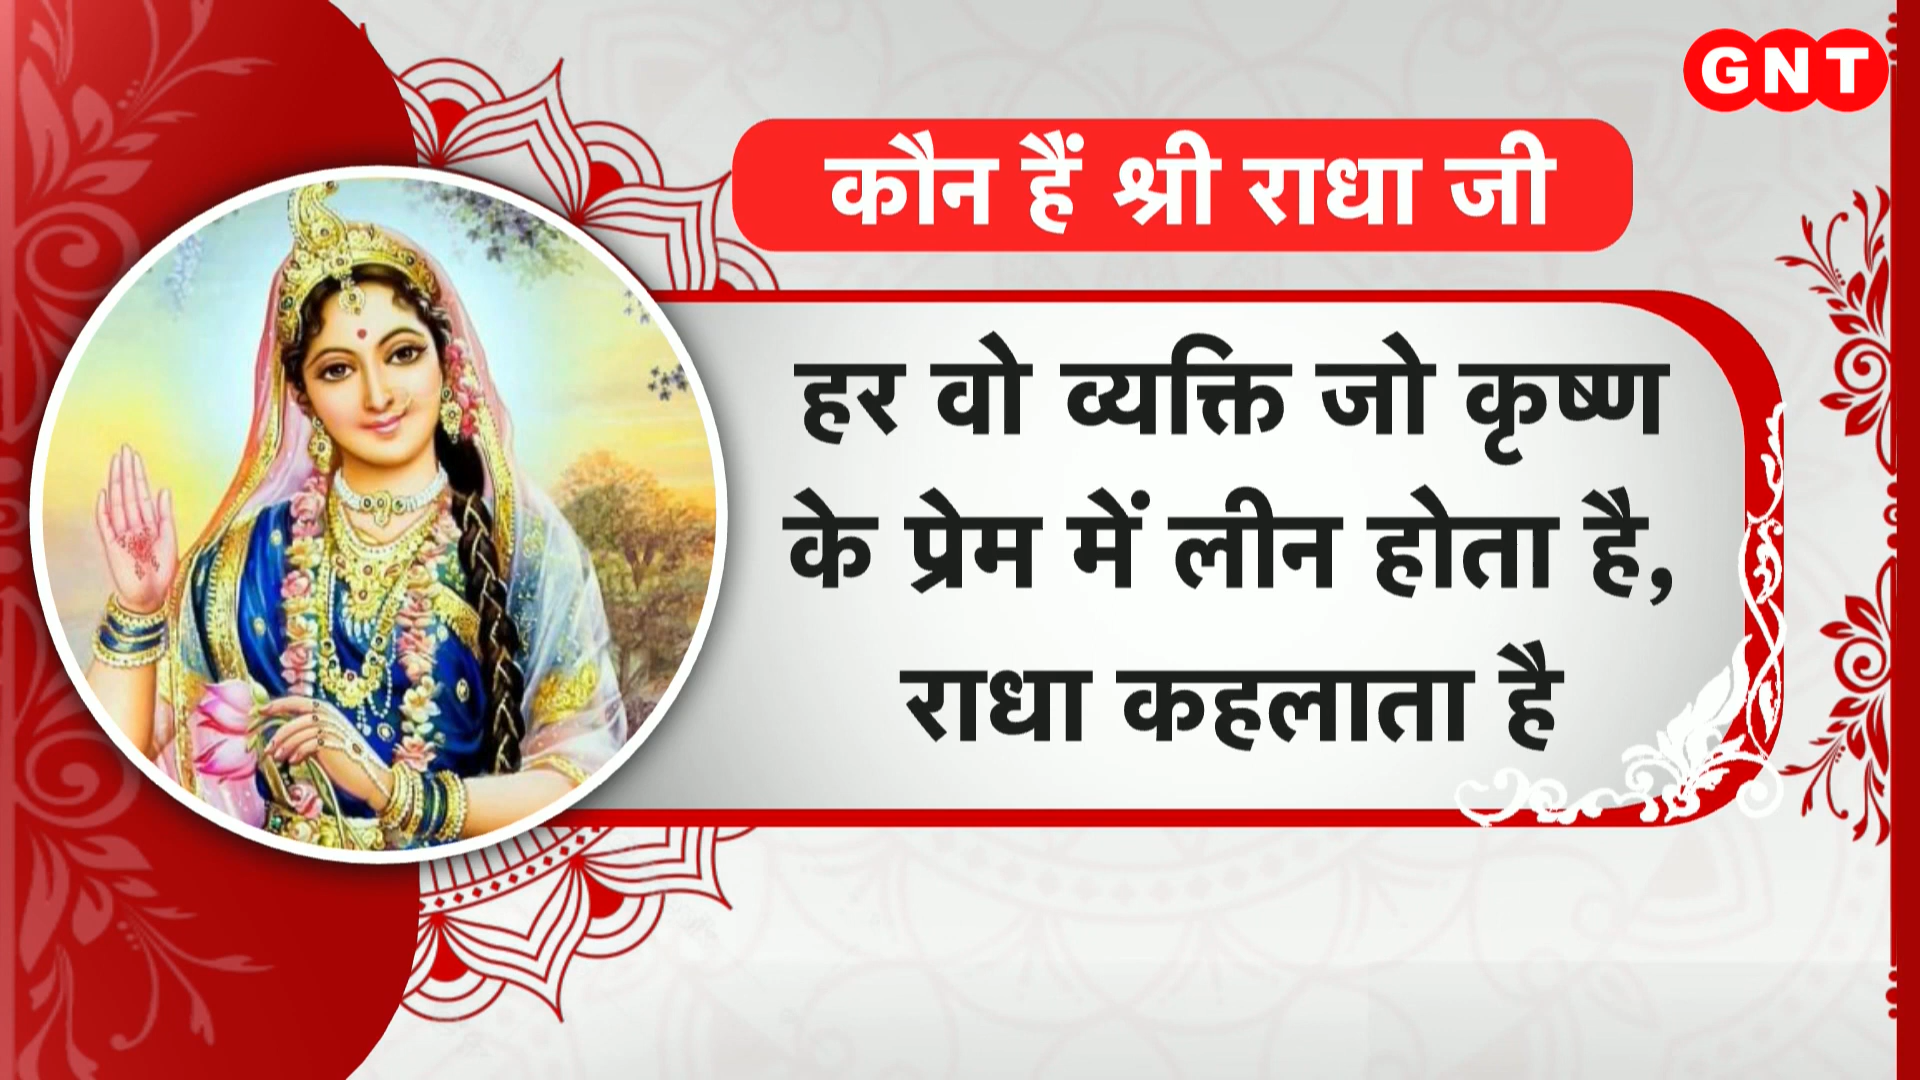 GNT
कौन हैं श्री राधा जी
हर वो व्यक्ति जो कृष्ण
के प्रेम में लीन होता है,
राधा कहलाता है